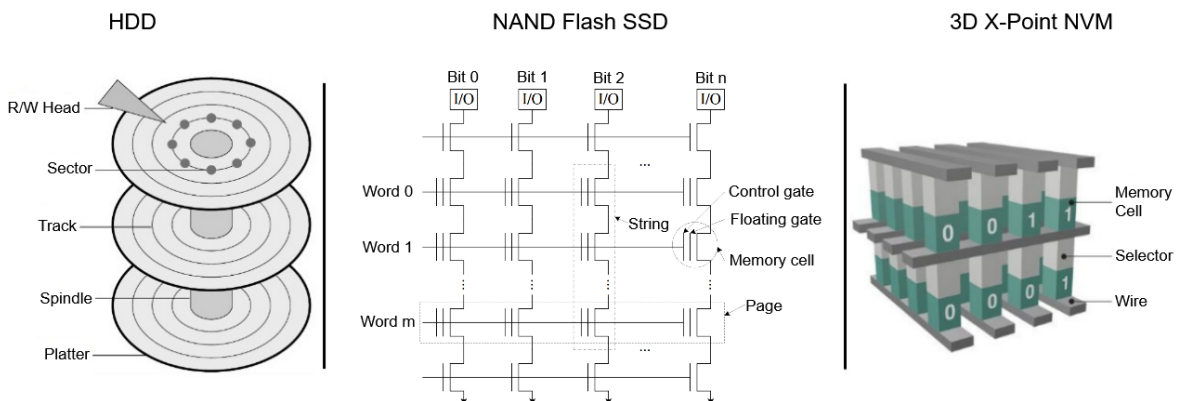 HDD
R/W Head
Sector
Track
Spindle
Platter
NAND Flash SSD
Bit 0 Bit 1 Bit 2 Bit n
I/O I/O I/O I/O
...
Word 0
Word 1
Word m
...
Control gate
Floating gate
String
Memory cell
Page
3D X-Point NVM
0 0 1 1
0 0 0 1
Memory
Cell
Selector
Wire